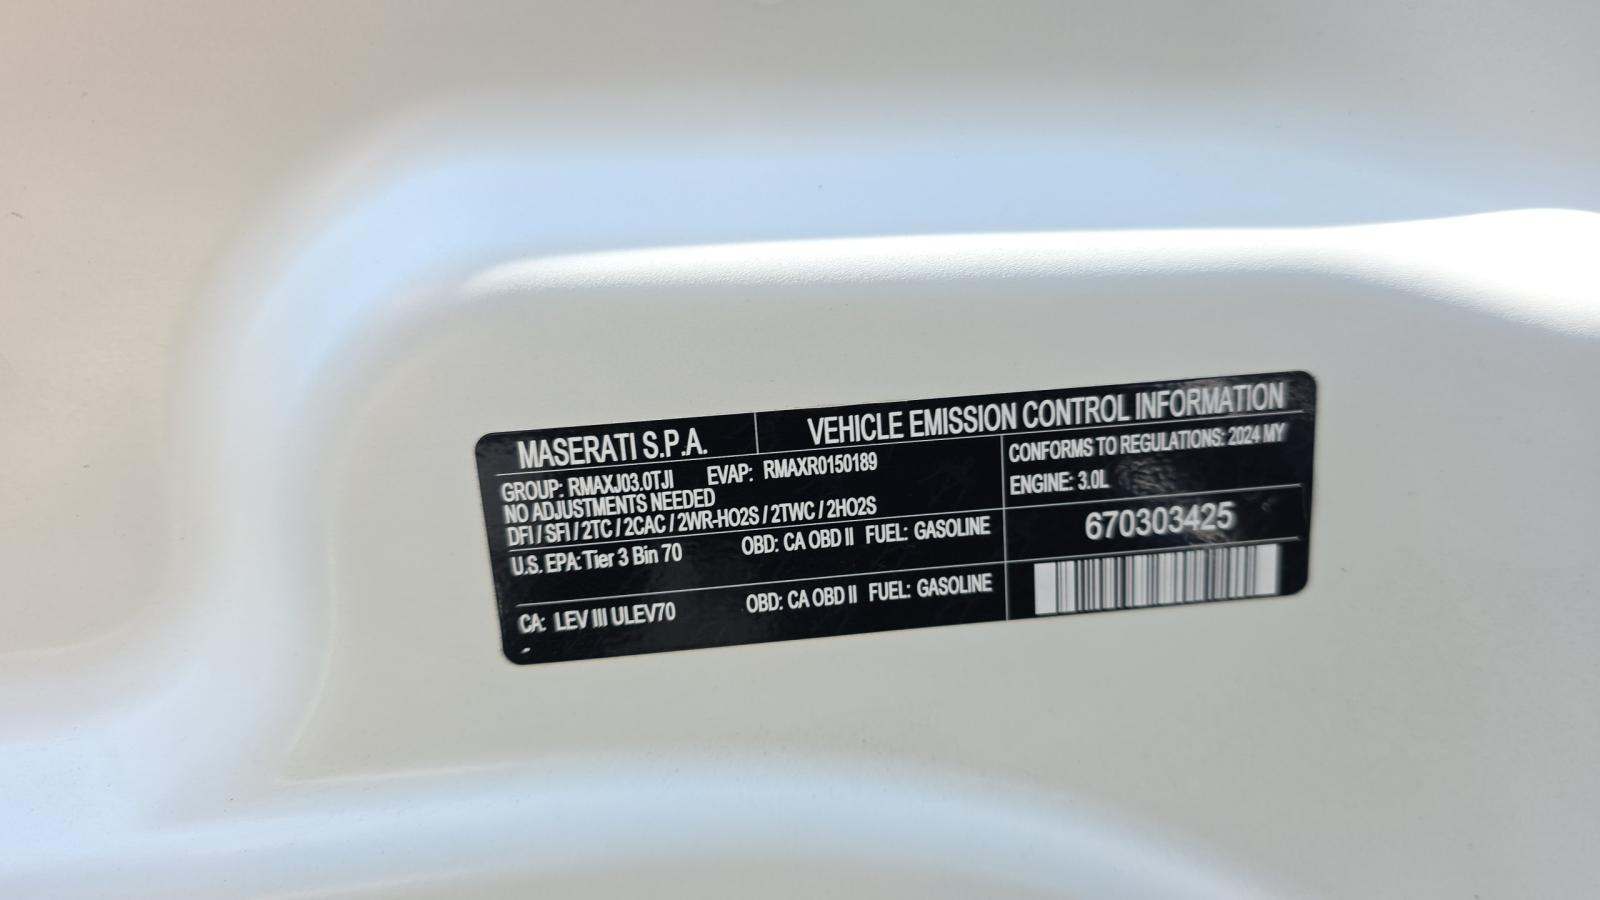 MASERATI S.P.A.
VEHICLE EMISSION CONTROL INFORMATION
GROUP: RMAXJ03.0TJI EVAP: RMAXR0150189
NO ADJUSTMENTS NEEDED
DFI / SFI / 2TC / 2CAC / 2WR-HO2S / 2TWC / 2HO2S
U.S. EPA: Tier 3 Bin 70 OBD: CA OBD II FUEL: GASOLINE
CA: LEV III ULEV70 OBD: CA OBD II FUEL: GASOLINE
CONFORMS TO REGULATIONS: 2024 MY
ENGINE: 3.0L
670303425